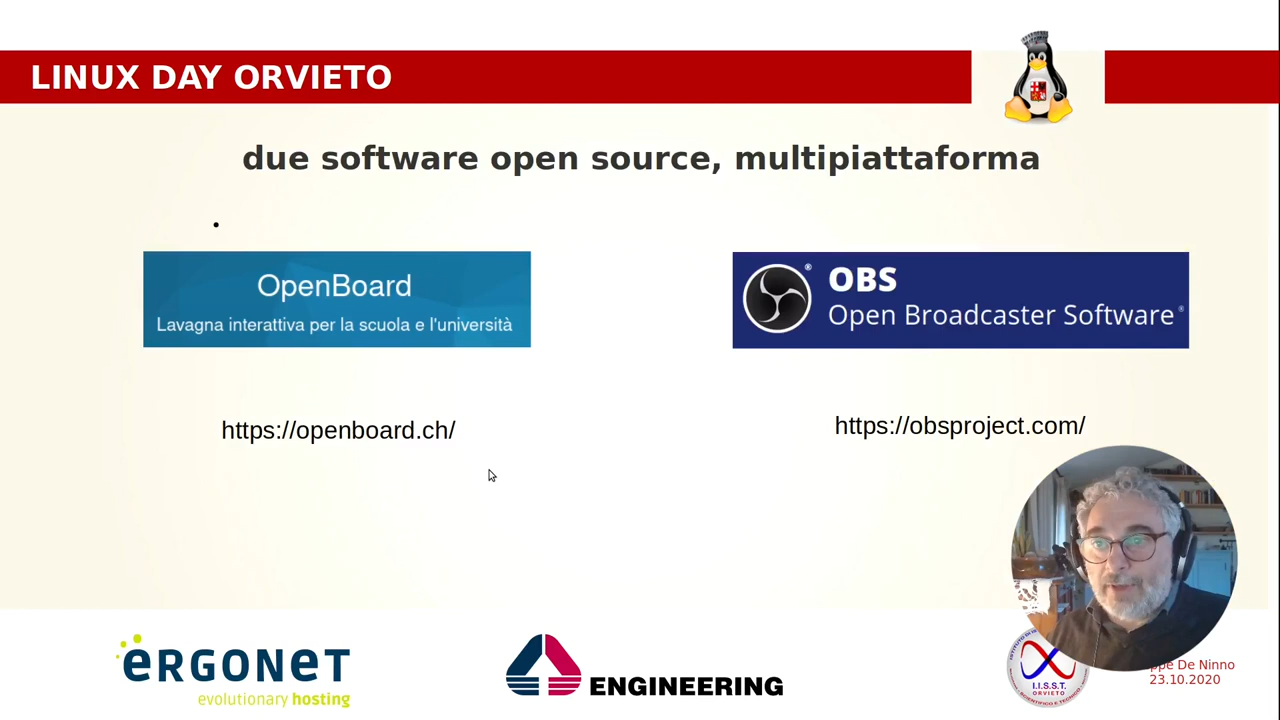 LINUX DAY ORVIETO
due software open source, multipiattaforma
OpenBoard
Lavagna interattiva per la scuola e l'università
OBS
Open Broadcaster Software
https://openboard.ch/
https://obsproject.com/
eRGONeT
evolutionary hosting
ENGINEERING
I.I.S.S.T.
ORVIETO
De Ninno
23.10.2020